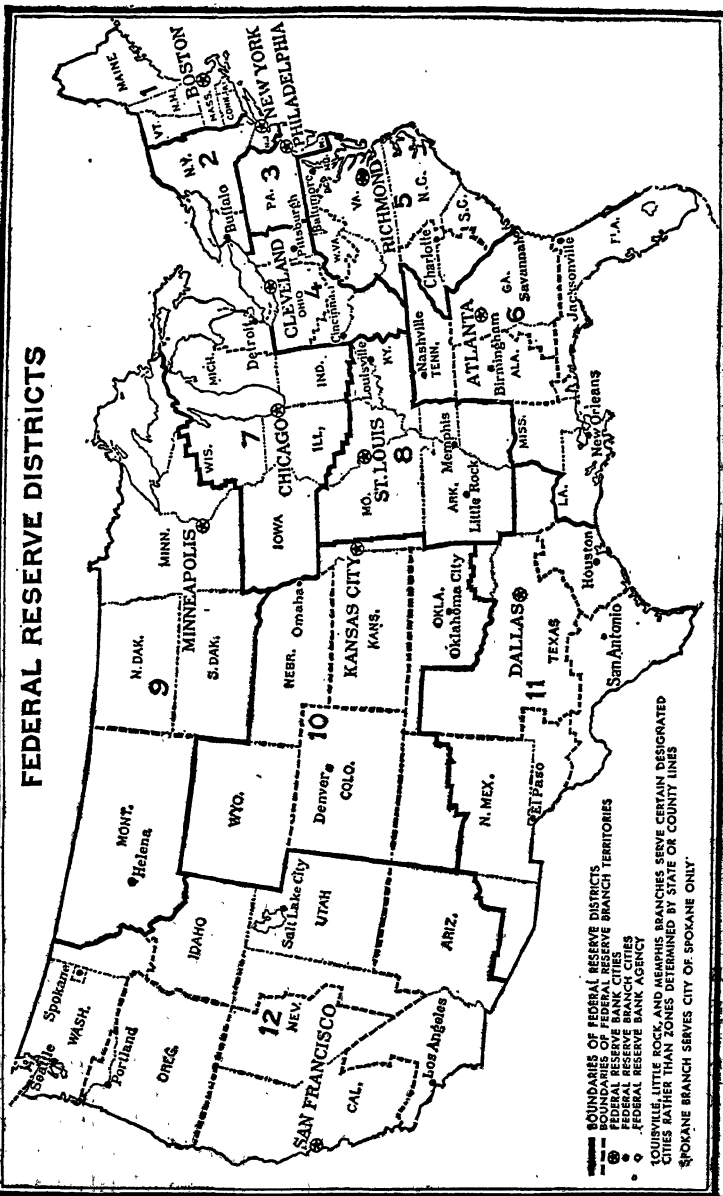 FEDERAL RESERVE DISTRICTS
Seattle
Spokane
WASH.
Portland
OREG.
MONT.
Helena
IDAHO
WYO.
N. DAK.
9
S. DAK.
MINN.
MINNEAPOLIS
WIS.
MICH.
Detroit
7
CHICAGO
IOWA
ILL.
IND.
NEBR.
Omaha
10
Denver
COLO.
KANSAS CITY
KANS.
Salt Lake City
UTAH
12
NEV.
SAN FRANCISCO
CAL.
Los Angeles
ARIZ.
N. MEX.
El Paso
OKLA.
Oklahoma City
DALLAS
11
TEXAS
San Antonio
Houston
MO.
ST. LOUIS
8
ARK.
Little Rock
Memphis
Louisville
KY.
CLEVELAND
OHIO
4
Cincinnati
Pittsburgh
PA.
3
PHILADELPHIA
NEW YORK
N.Y.
2
Buffalo
MAINE
1
VT.
N.H.
BOSTON
MASS.
CONN.
Baltimore
W.VA.
VA.
RICHMOND
5
N.C.
Charlotte
S.C.
Nashville
TENN.
ATLANTA
Birmingham
ALA.
6
GA.
Savannah
Jacksonville
FLA.
MISS.
LA.
New Orleans
BOUNDARIES OF FEDERAL RESERVE DISTRICTS
BOUNDARIES OF FEDERAL RESERVE BRANCH TERRITORIES
FEDERAL RESERVE BANK CITIES
FEDERAL RESERVE BRANCH CITIES
FEDERAL RESERVE BANK AGENCY
LOUISVILLE, LITTLE ROCK, AND MEMPHIS BRANCHES SERVE CERTAIN DESIGNATED
CITIES RATHER THAN ZONES DETERMINED BY STATE OR COUNTY LINES
SPOKANE BRANCH SERVES CITY OF SPOKANE ONLY